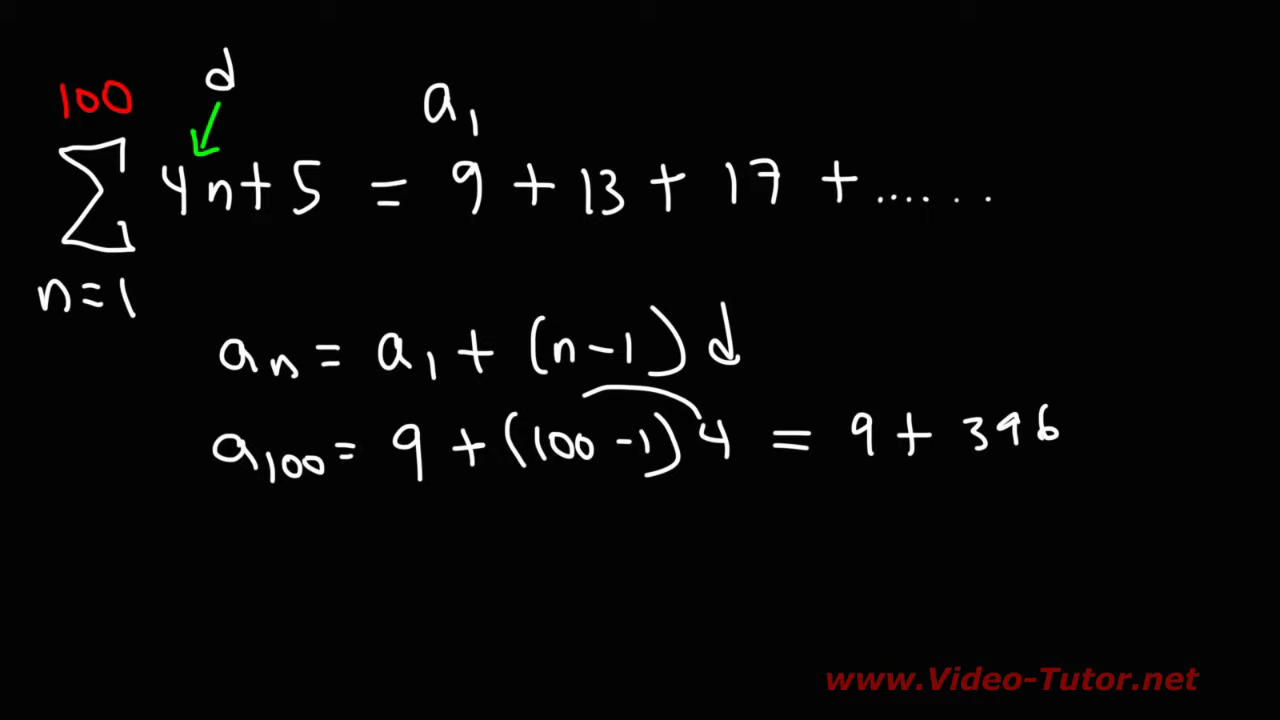 100 d a₁
∑ 4n + 5 = 9 + 13 + 17 + ......
n = 1
aₙ = a₁ + (n - 1) d
a₁₀₀ = 9 + (100 - 1) 4 = 9 + 396
www.Video-Tutor.net